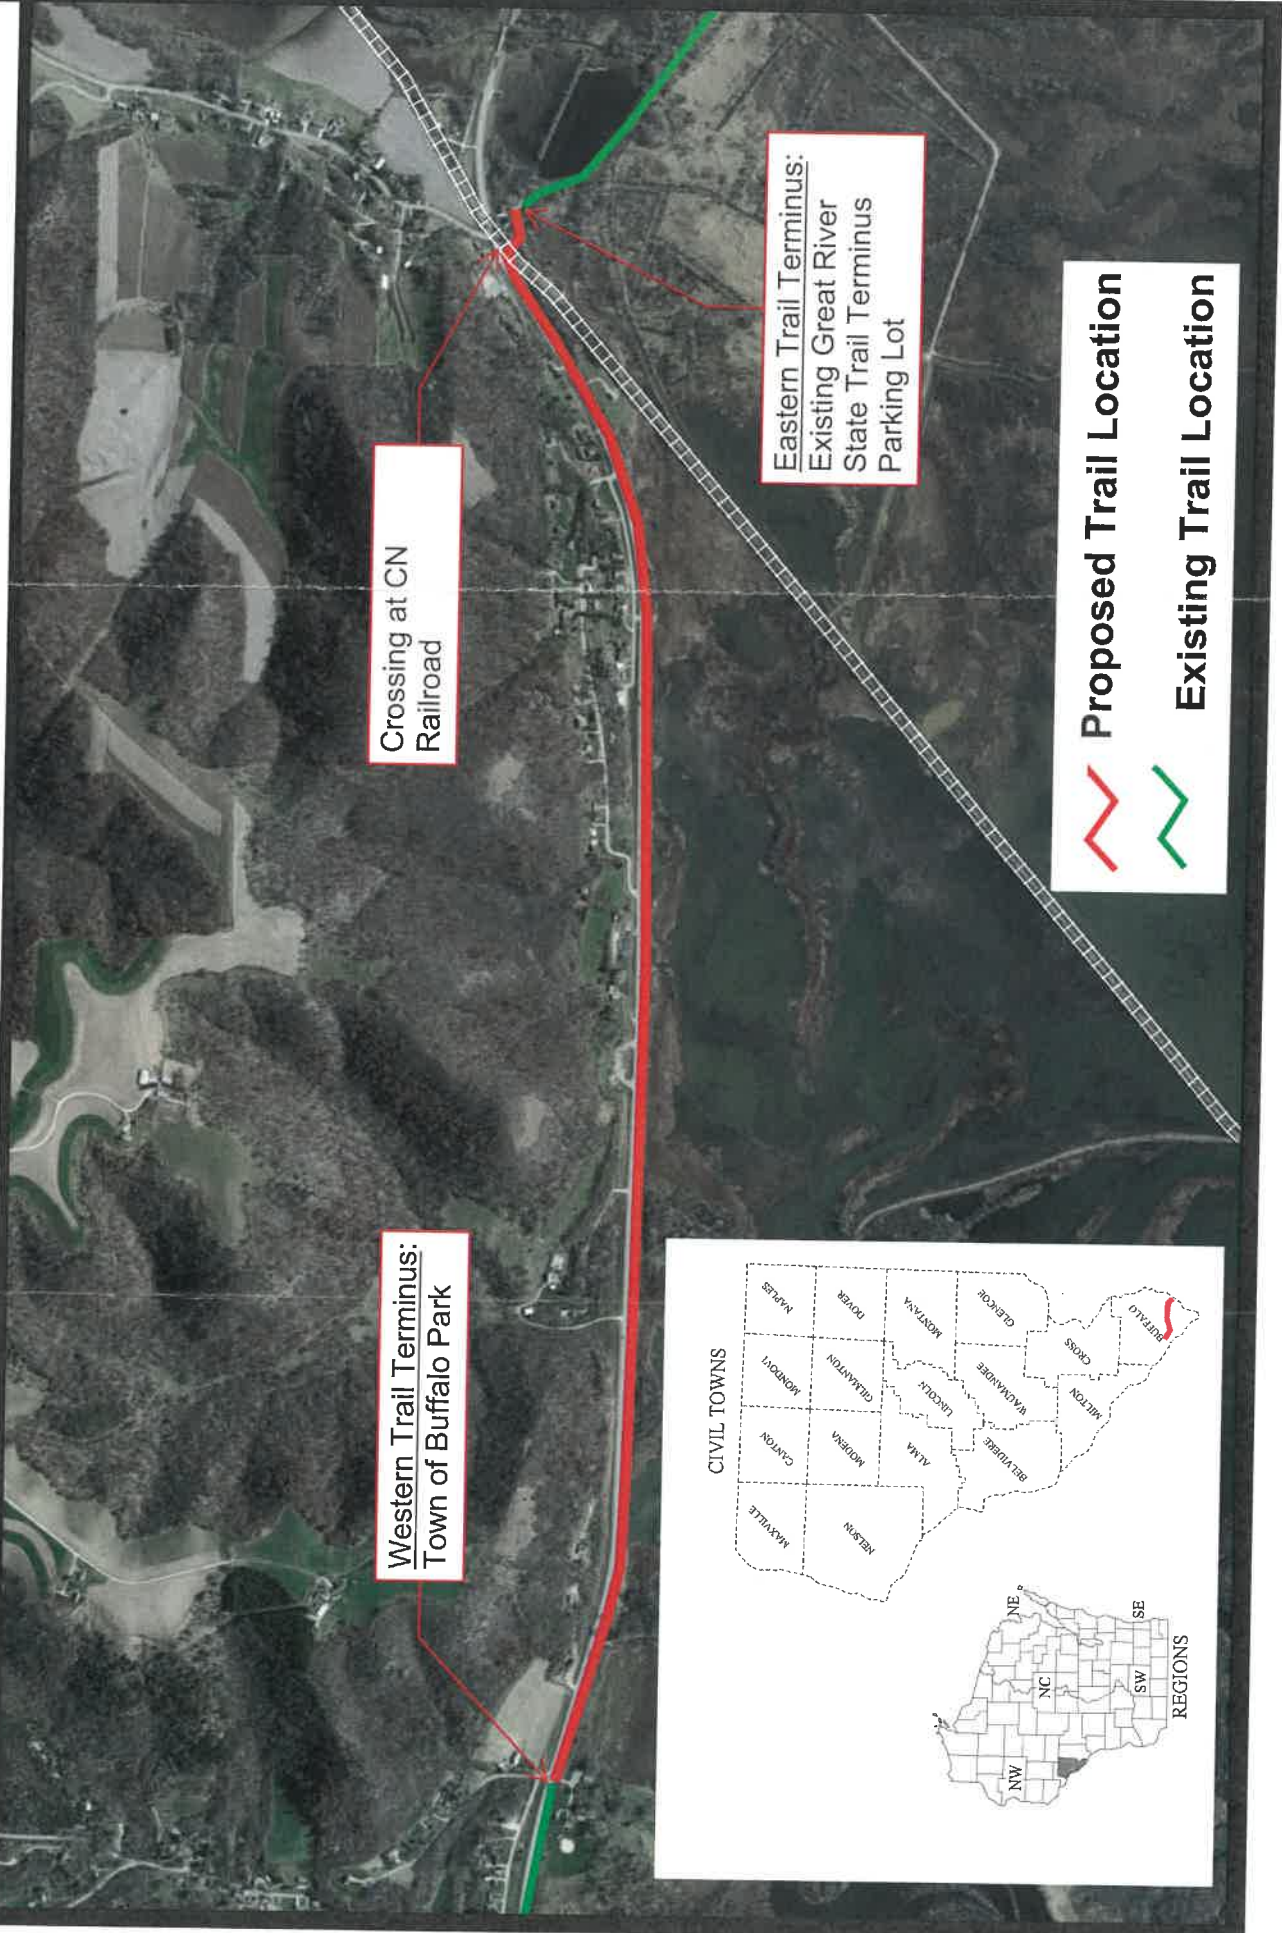 Western Trail Terminus:
Town of Buffalo Park
Crossing at CN
Railroad
Eastern Trail Terminus:
Existing Great River
State Trail Terminus
Parking Lot
Proposed Trail Location
Existing Trail Location
CIVIL TOWNS
MAXVILLE
CANTON
MONDOVI
NAPLES
NELSON
MODENA
GILMANTON
DOVER
ALMA
LINCOLN
MONTANA
BELVIDERE
WAUMANDEE
GLENCOE
MILTON
CROSS
BUFFALO
NW
NC
NE
SW
SE
REGIONS